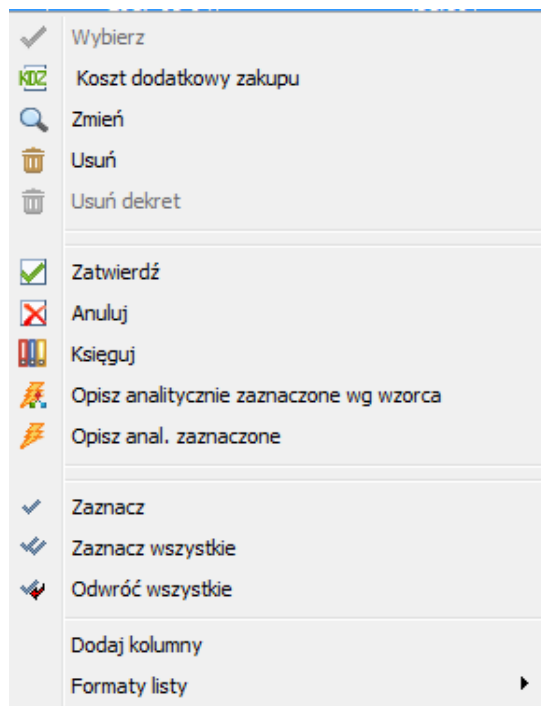 Wybierz
KDZ Koszt dodatkowy zakupu
Zmień
Usuń
Usuń dekret
Zatwierdź
Anuluj
Księguj
Opisz analitycznie zaznaczone wg wzorca
Opisz anal. zaznaczone
Zaznacz
Zaznacz wszystkie
Odwróć wszystkie
Dodaj kolumny
Formaty listy